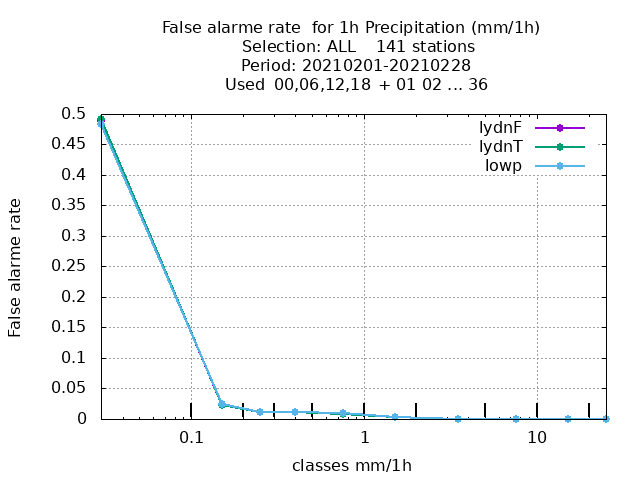 False alarme rate  for 1h Precipitation (mm/1h)
Selection: ALL    141 stations
Period: 20210201-20210228
Used  00,06,12,18 + 01 02 ... 36
lydnF
lydnT
lowp
0.5
0.45
0.4
0.35
0.3
0.25
0.2
0.15
0.1
0.05
0
False alarme rate
0.1
1
10
classes mm/1h